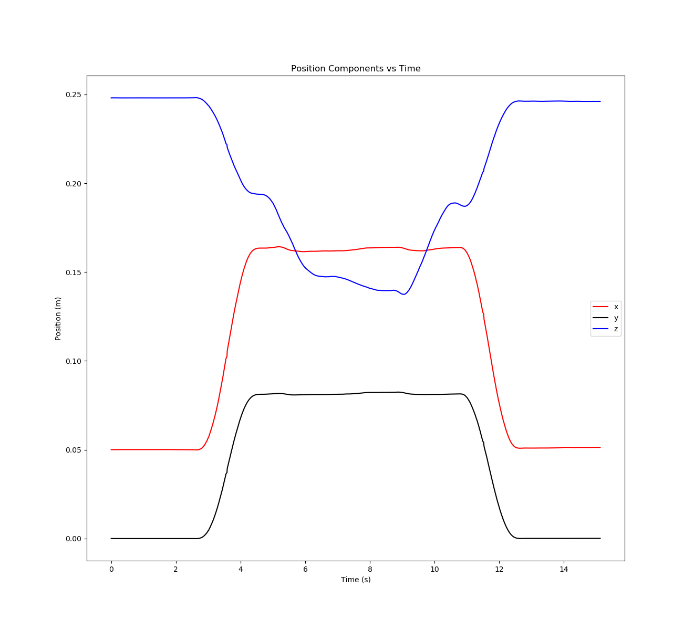 Position Components vs Time
0.25
0.20
0.15
0.10
0.05
0.00
Position (m)
x
y
z
0 2 4 6 8 10 12 14
Time (s)